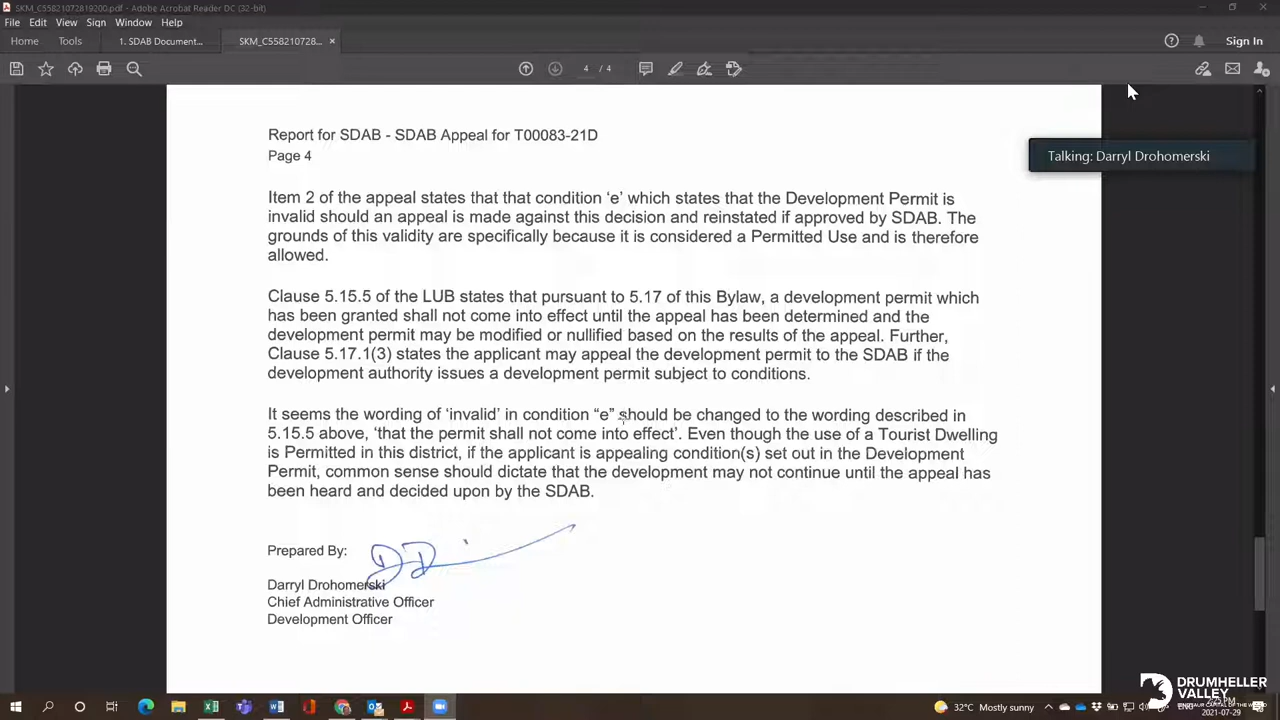 SKM_C55821072819200.pdf - Adobe Acrobat Reader DC (32-bit)
File Edit View Sign Window Help
Home Tools 1. SDAB Document... SKM_C558210728... ×
Sign In
4 / 4
Talking: Darryl Drohomerski
Report for SDAB - SDAB Appeal for T00083-21D
Page 4
Item 2 of the appeal states that that condition ‘e’ which states that the Development Permit is
invalid should an appeal is made against this decision and reinstated if approved by SDAB. The
grounds of this validity are specifically because it is considered a Permitted Use and is therefore
allowed.
Clause 5.15.5 of the LUB states that pursuant to 5.17 of this Bylaw, a development permit which
has been granted shall not come into effect until the appeal has been determined and the
development permit may be modified or nullified based on the results of the appeal. Further,
Clause 5.17.1(3) states the applicant may appeal the development permit to the SDAB if the
development authority issues a development permit subject to conditions.
It seems the wording of ‘invalid’ in condition “e” should be changed to the wording described in
5.15.5 above, ‘that the permit shall not come into effect’. Even though the use of a Tourist Dwelling
is Permitted in this district, if the applicant is appealing condition(s) set out in the Development
Permit, common sense should dictate that the development may not continue until the appeal has
been heard and decided upon by the SDAB.
Prepared By:
Darryl Drohomerski
Chief Administrative Officer
Development Officer
DRUMHELLER
VALLEY
32°C Mostly sunny
ENG
2021-07-29